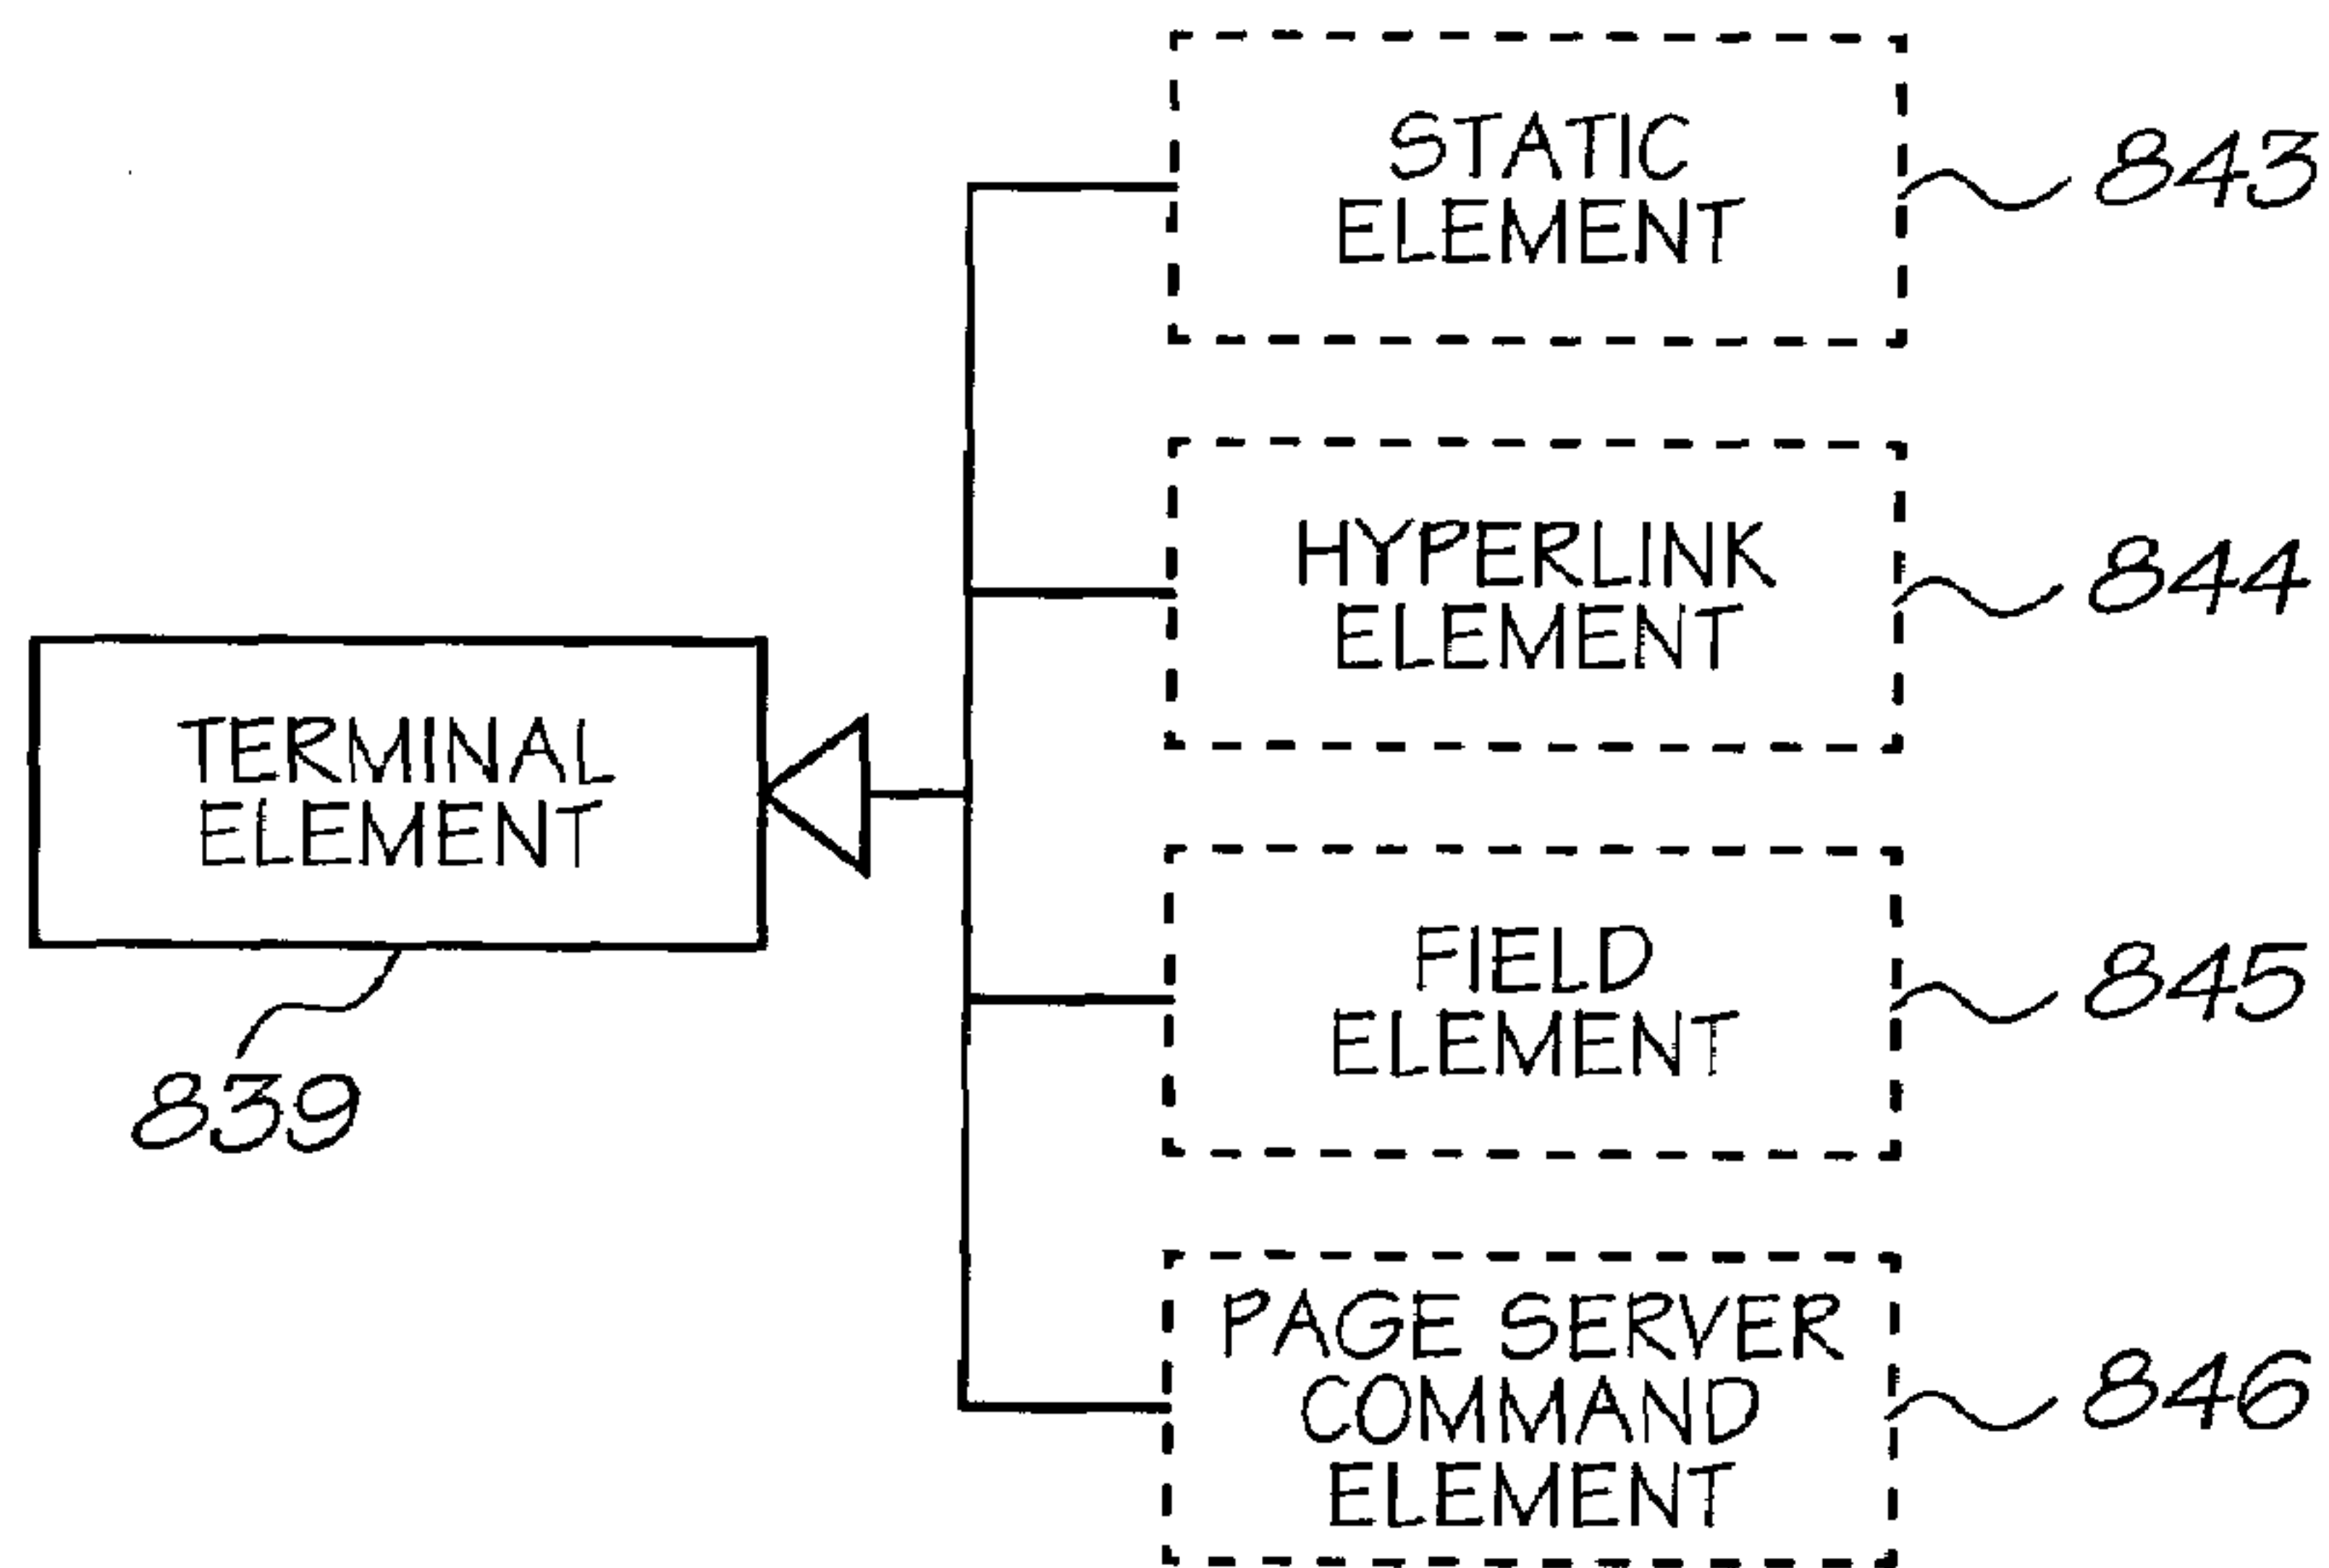 STATIC
ELEMENT
843
HYPERLINK
ELEMENT
844
TERMINAL
ELEMENT
839
FIELD
ELEMENT
845
PAGE SERVER
COMMAND
ELEMENT
846